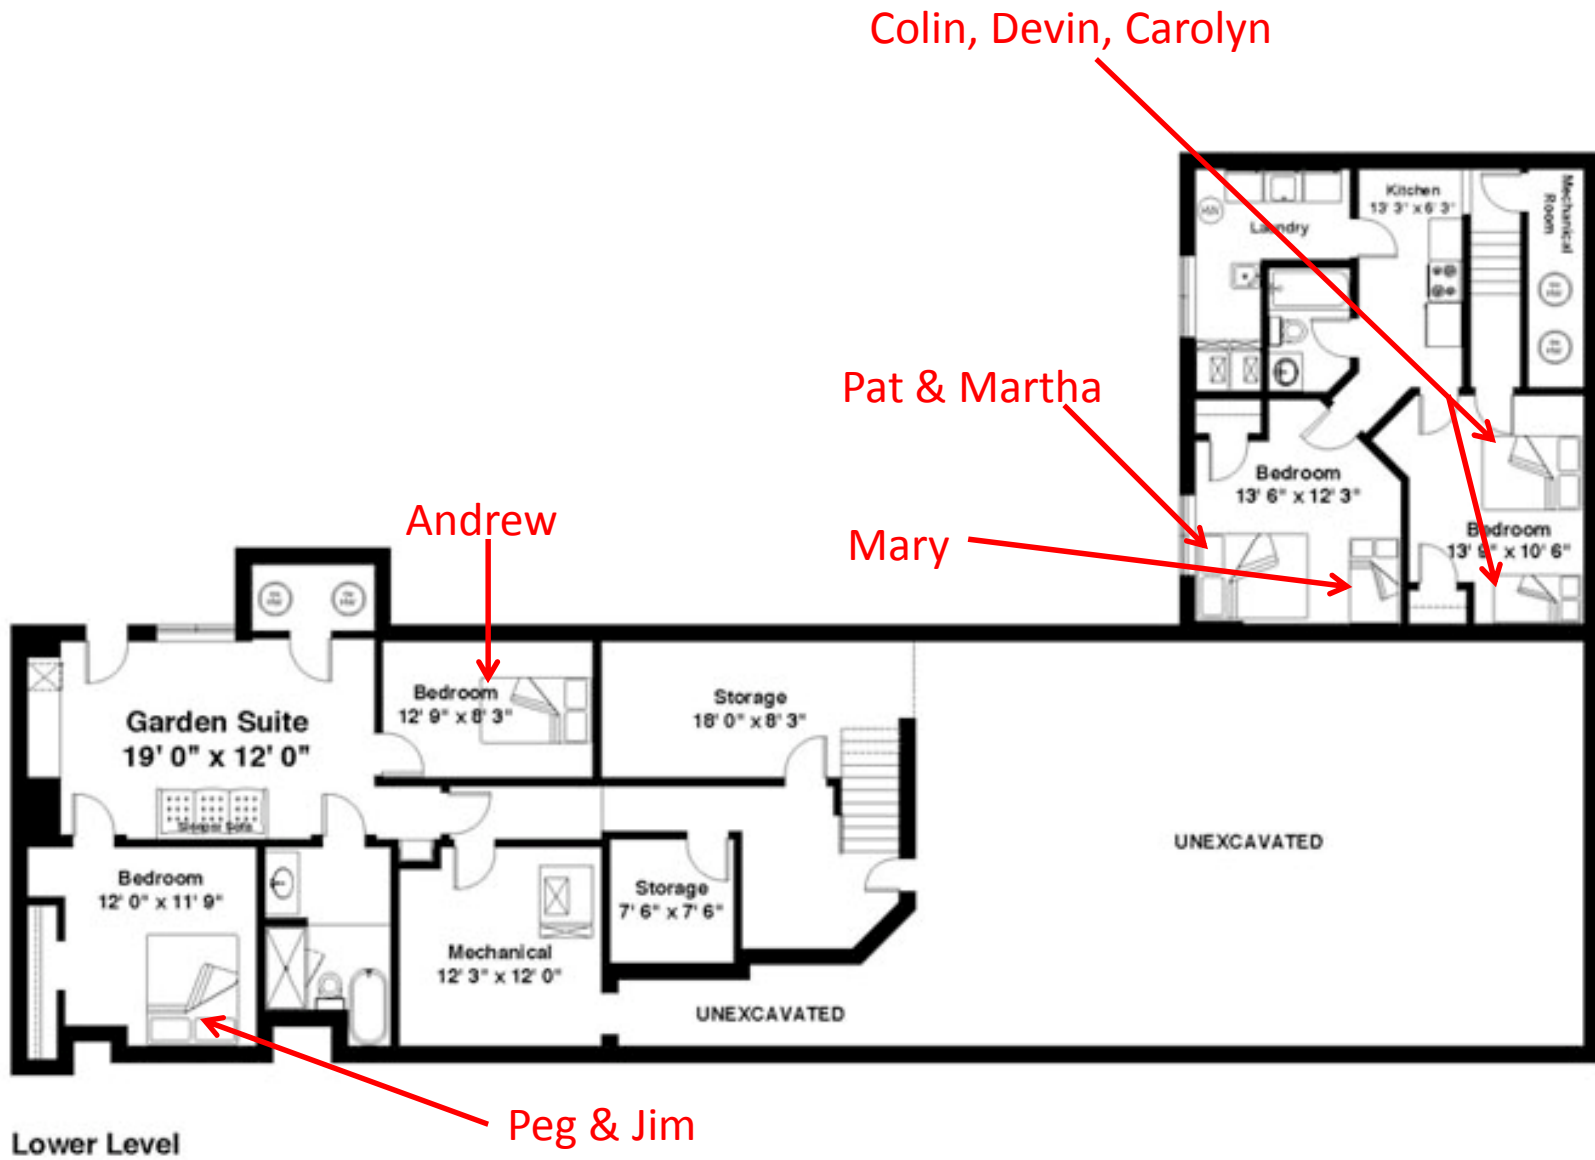 Colin, Devin, Carolyn
Kitchen
13' 3" x 6' 3"
Mechanical
Room
HW
Laundry
Pat & Martha
Bedroom
13' 6" x 12' 3"
Andrew
Mary
Bedroom
13' 9" x 10' 6"
Bedroom
12' 9" x 8' 3"
Storage
18' 0" x 8' 3"
Garden Suite
19' 0" x 12' 0"
Sleeper Sofa
UNEXCAVATED
Bedroom
12' 0" x 11' 9"
Storage
7' 6" x 7' 6"
Mechanical
12' 3" x 12' 0"
UNEXCAVATED
Peg & Jim
Lower Level